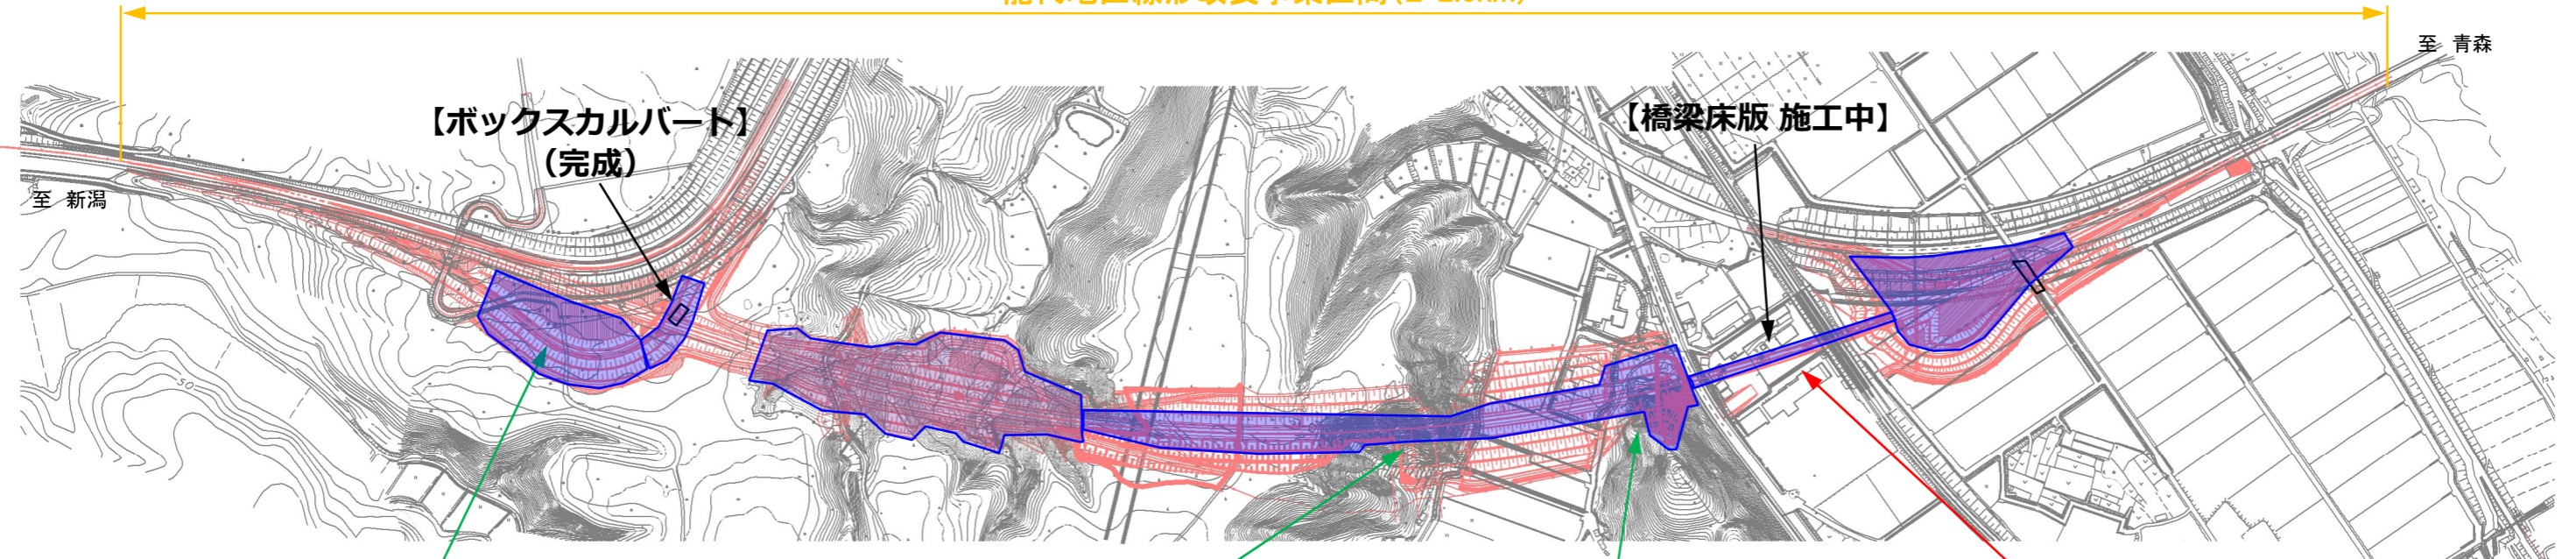 至 青森
【ボックスカルバート】
（完成）
【橋梁床版 施工中】
至 新潟
50